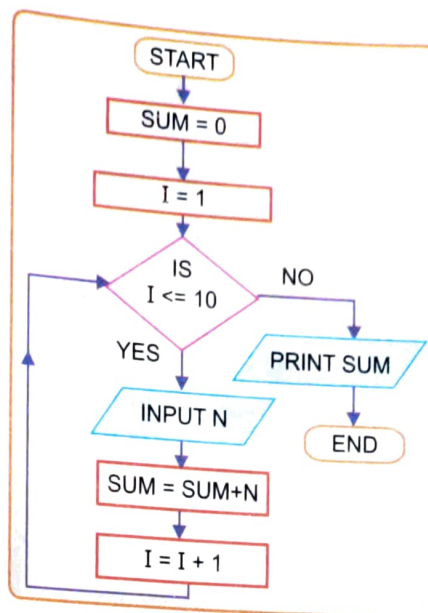 START
SUM = 0
I = 1
IS
I <= 10
NO
YES
PRINT SUM
INPUT N
END
SUM = SUM+N
I = I + 1